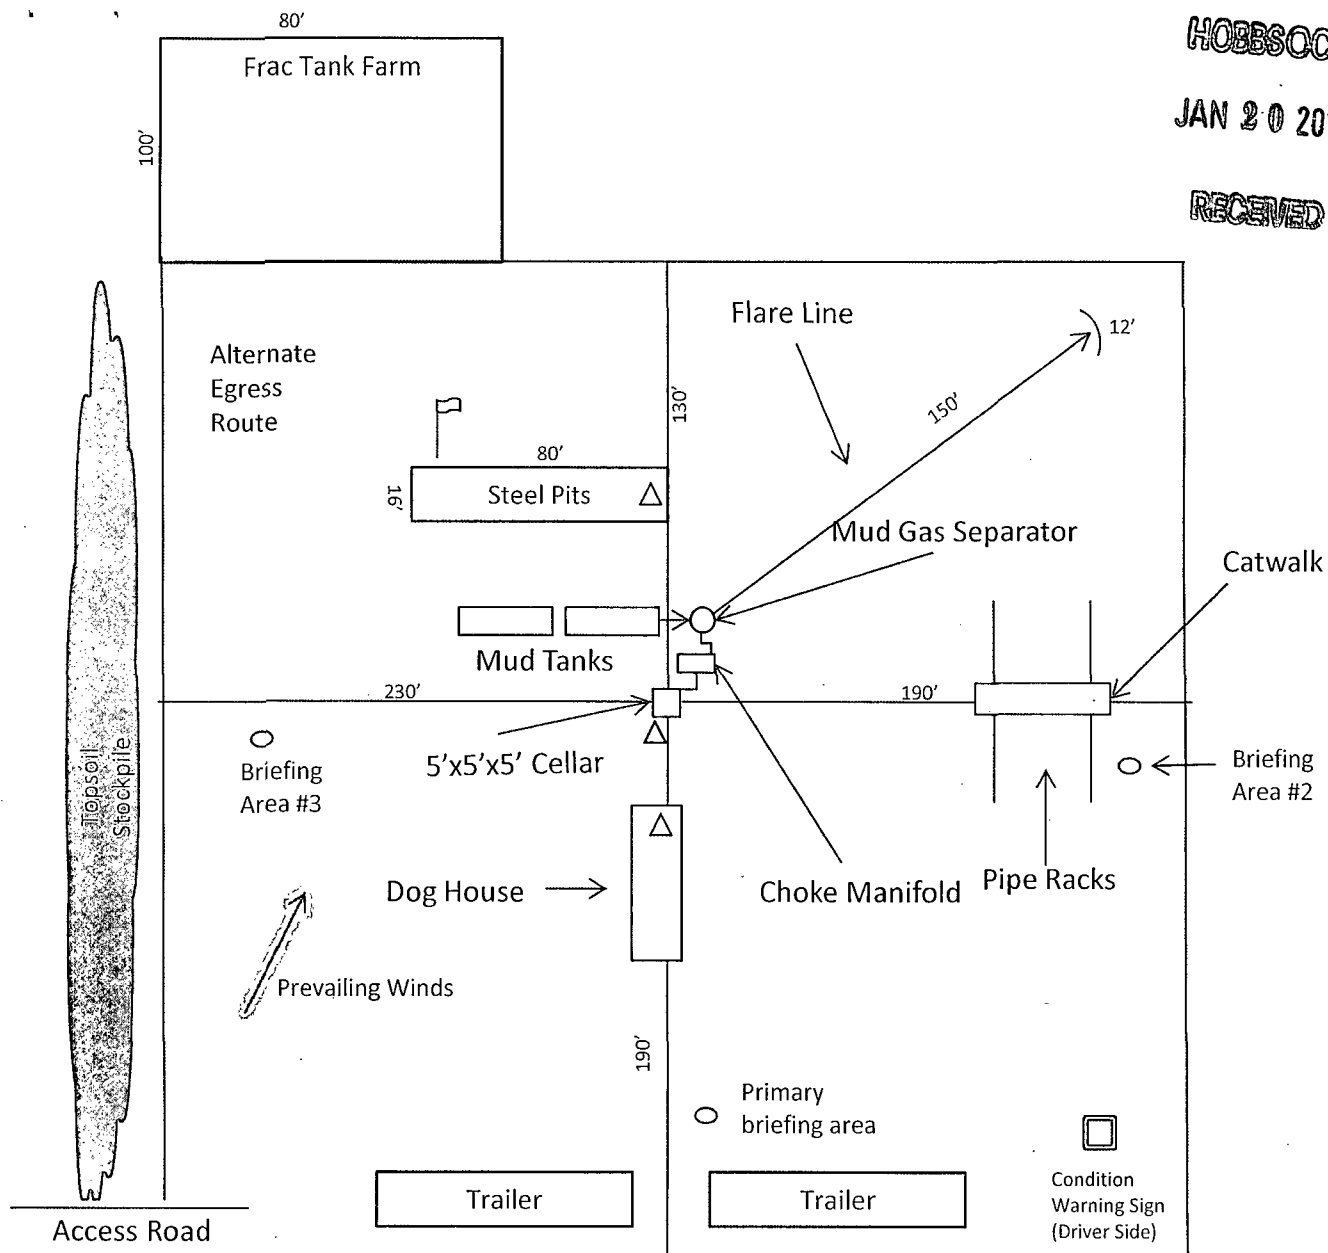 80'
HOBBSOC
Frac Tank Farm
JAN 20 20
100'
RECEIVED
Flare Line
12'
Alternate
Egress
Route
130'
150'
80'
16'
Steel Pits
Mud Gas Separator
Catwalk
Mud Tanks
230'
190'
5'x5'x5' Cellar
Topsoil
Stockpile
Briefing
Area #3
Briefing
Area #2
Dog House
Choke Manifold
Pipe Racks
Prevailing Winds
190'
Primary
briefing area
Trailer
Trailer
Condition
Warning Sign
(Driver Side)
Access Road